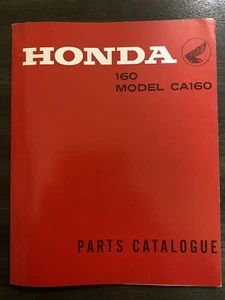 HONDA
160
MODEL CA160
PARTS CATALOGUE